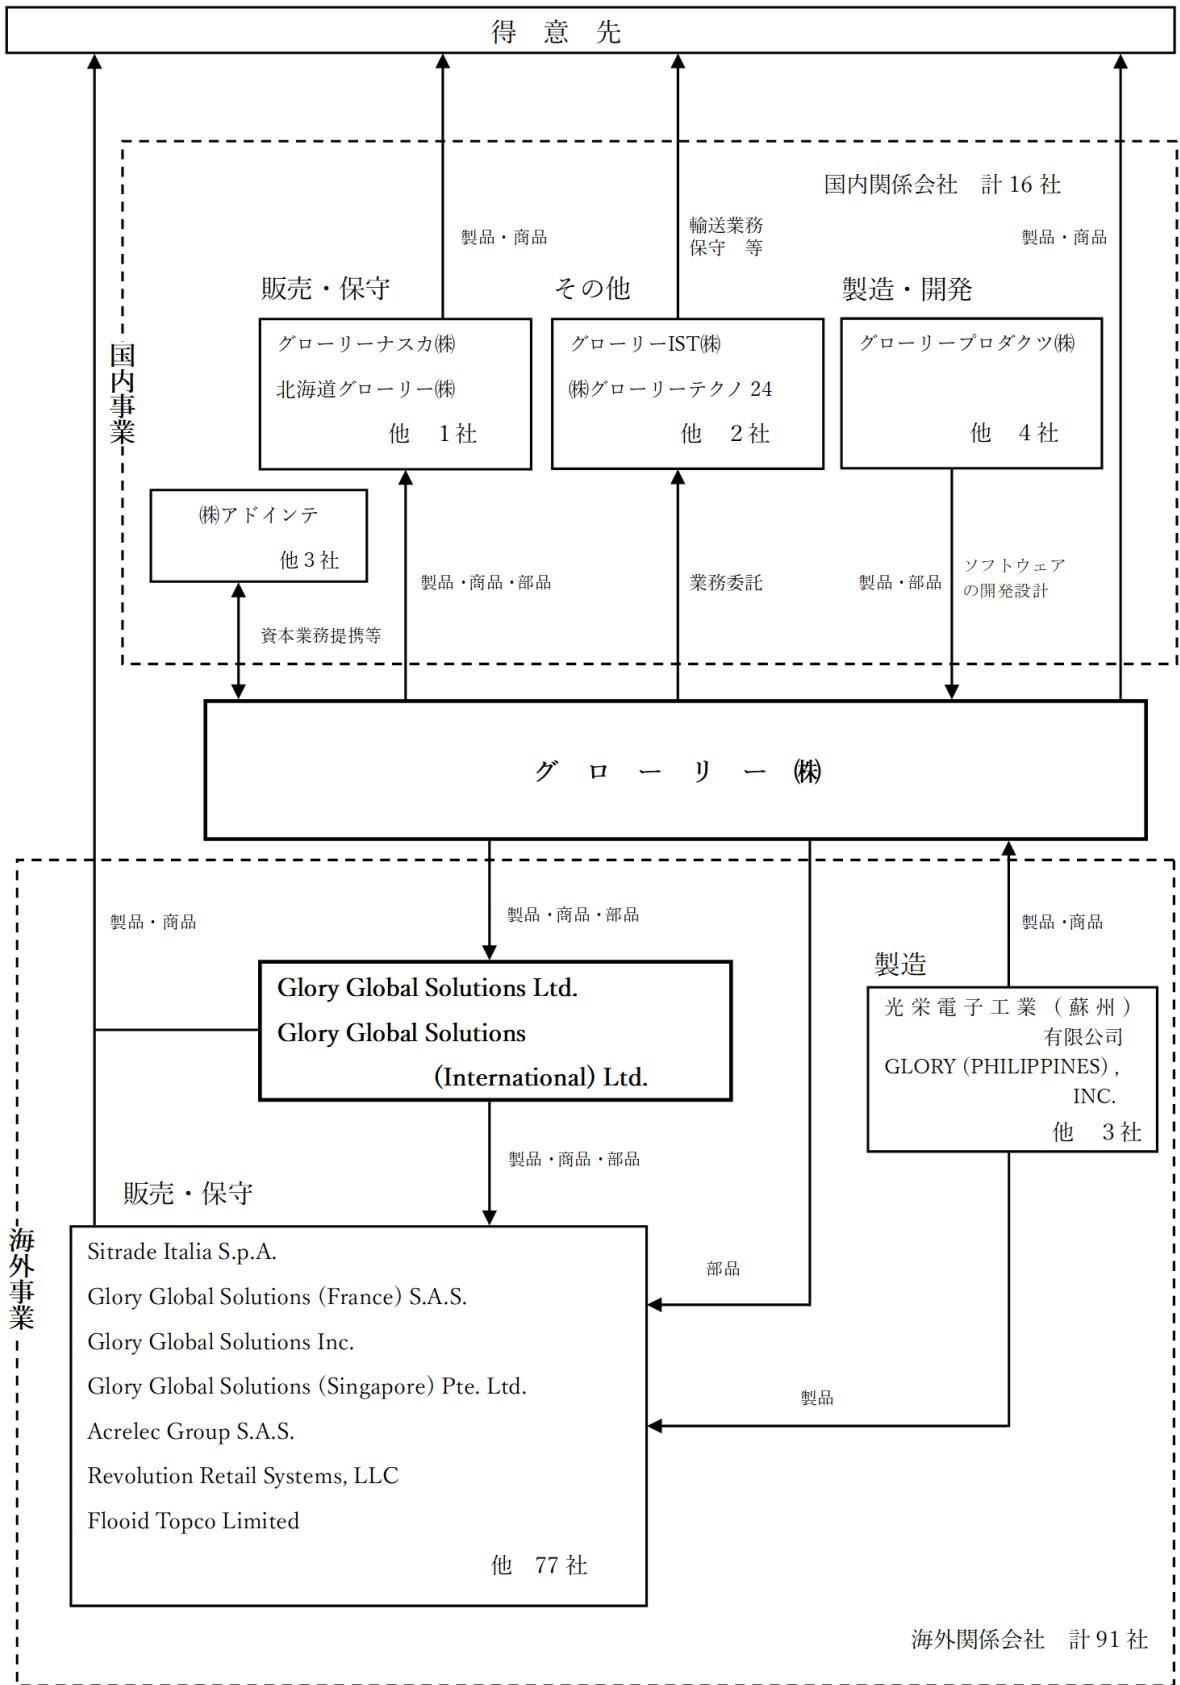 得 意 先
国内関係会社 計 16 社
製品・商品
輸送業務
保守 等
製品・商品
販売・保守
その他
製造・開発
グローリーナスカ㈱
北海道グローリー㈱
他 1 社
グローリーIST㈱
㈱グローリーテクノ 24
他 2 社
グローリープロダクツ㈱
他 4 社
国内事業
㈱アドインテ
他 3 社
資本業務提携等
製品・商品・部品
業務委託
製品・部品
ソフトウェア
の開発設計
グ ロ ー リ ー ㈱
製品・商品
製品・商品・部品
製品・商品
Glory Global Solutions Ltd.
Glory Global Solutions
(International) Ltd.
製造
光 栄 電 子 工 業 ( 蘇 州 )
有限公司
GLORY (PHILIPPINES) ,
INC.
他 3 社
製品・商品・部品
販売・保守
海外事業
Sitrade Italia S.p.A.
Glory Global Solutions (France) S.A.S.
Glory Global Solutions Inc.
Glory Global Solutions (Singapore) Pte. Ltd.
Acrelec Group S.A.S.
Revolution Retail Systems, LLC
Flooid Topco Limited
他 77 社
部品
製品
海外関係会社 計 91 社